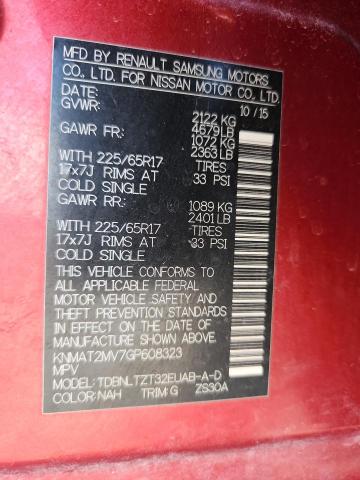 MFD BY RENAULT SAMSUNG MOTORS
CO., LTD. FOR NISSAN MOTOR CO., LTD.
DATE: 10 / 15
GVWR: 2122 KG
4679 LB
GAWR FR: 1072 KG
2363 LB
WITH 225/65R17 TIRES
17x7J RIMS AT 33 PSI
COLD SINGLE
GAWR RR: 1089 KG
2401 LB
WITH 225/65R17 TIRES
17x7J RIMS AT 33 PSI
COLD SINGLE
THIS VEHICLE CONFORMS TO
ALL APPLICABLE FEDERAL
MOTOR VEHICLE SAFETY AND
THEFT PREVENTION STANDARDS
IN EFFECT ON THE DATE OF
MANUFACTURE SHOWN ABOVE.
KNMAT2MV7GP608323
MPV
MODEL: TDBNLTZT32EUAB-A-D
COLOR: NAH TRIM: G ZS30A